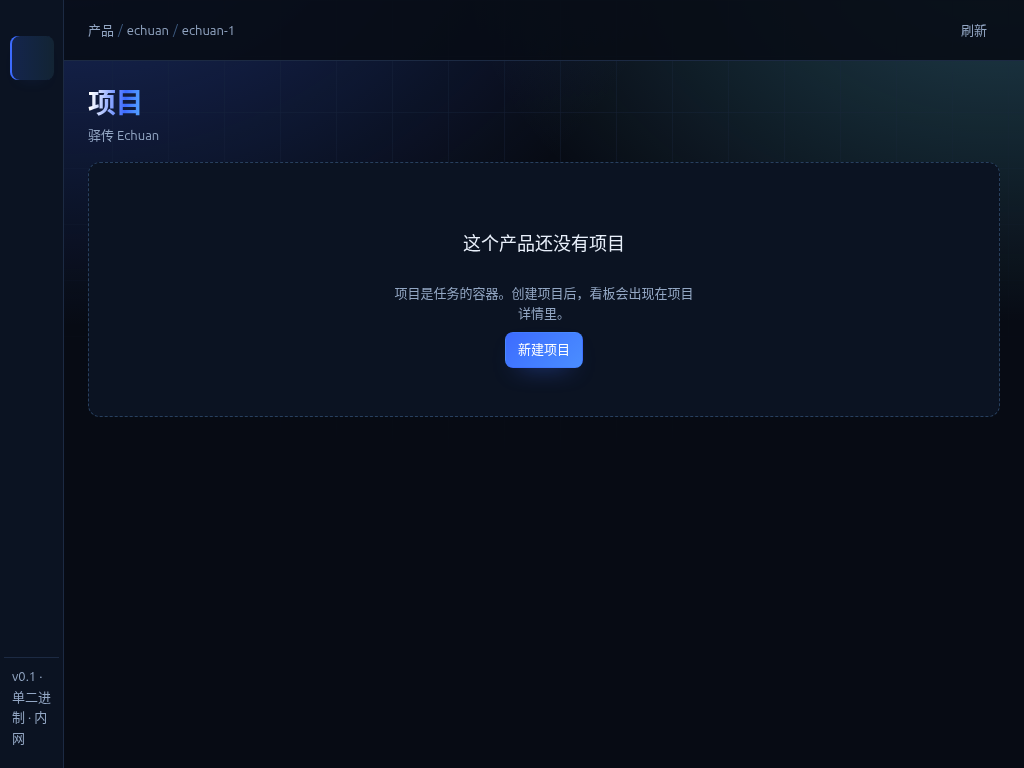 产品 / echuan / echuan-1
刷新
项目
驿传 Echuan
这个产品还没有项目
项目是任务的容器。创建项目后，看板会出现在项目
详情里。
新建项目
v0.1 ·
单二进
制 · 内
网